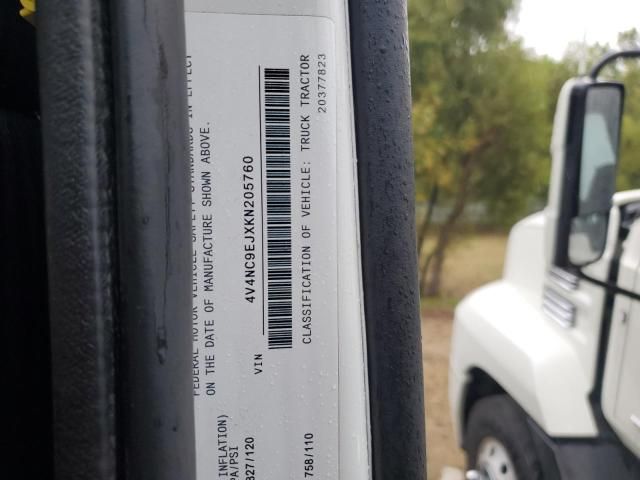 INFLATION)
PA/PSI
827/120
758/110
FEDERAL MOTOR VEHICLE SAFETY STANDARDS IN EFFECT
ON THE DATE OF MANUFACTURE SHOWN ABOVE.
4V4NC9EJXKN205760
VIN
CLASSIFICATION OF VEHICLE: TRUCK TRACTOR
20377823